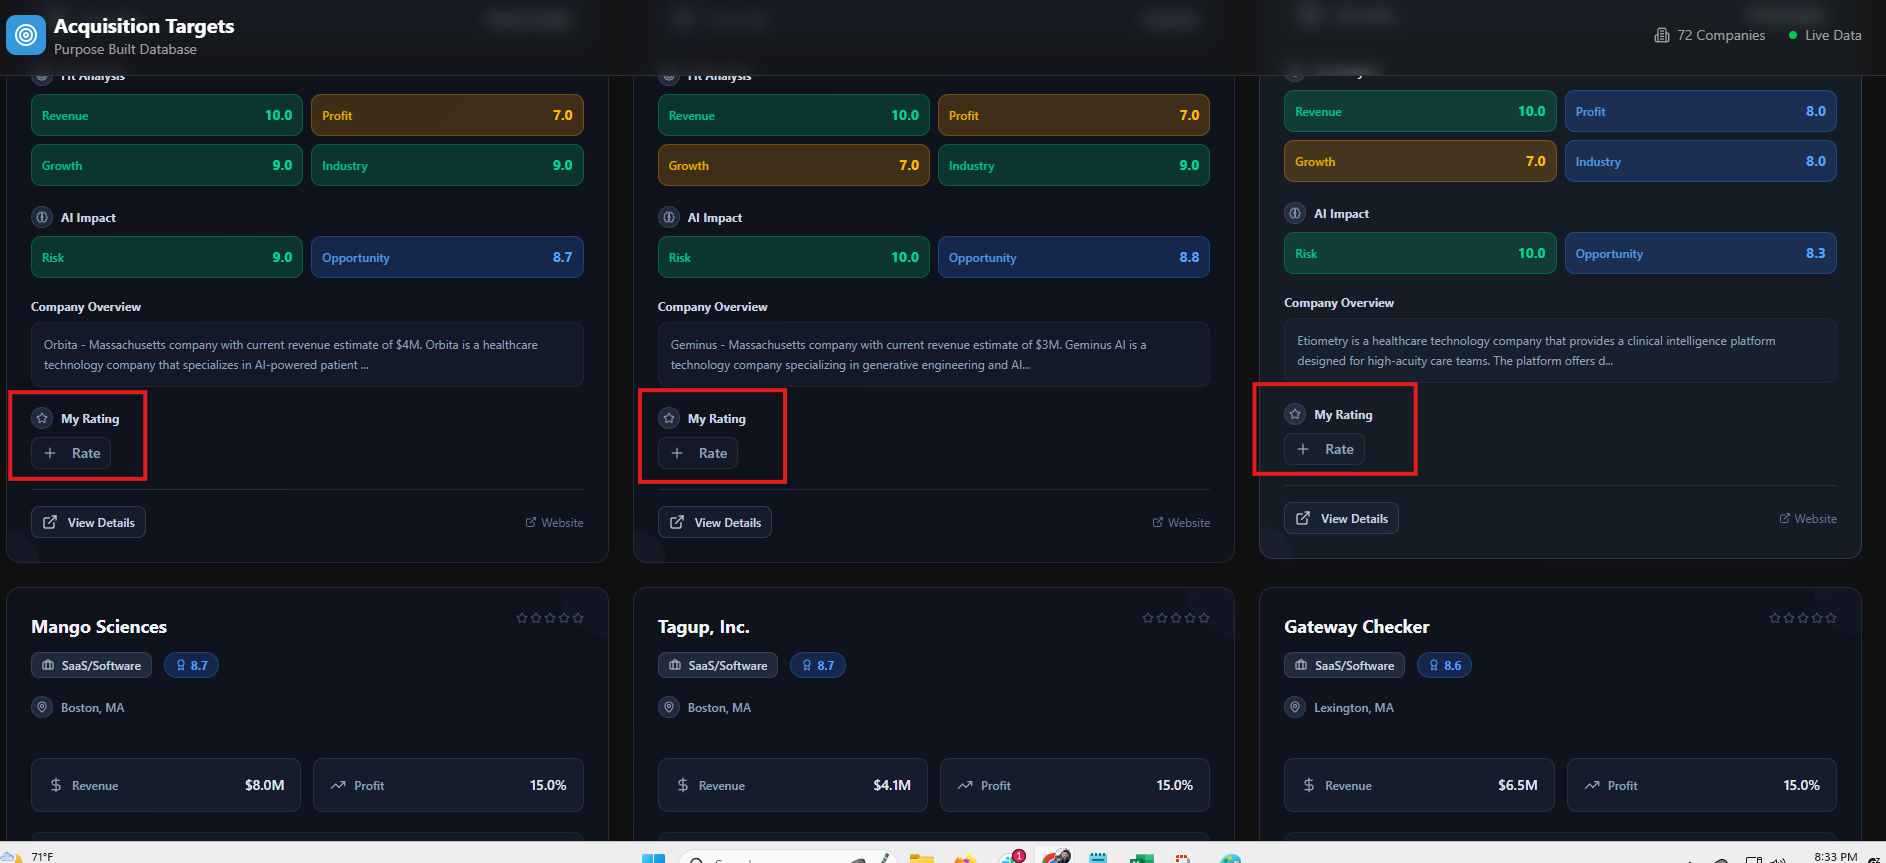 Acquisition Targets
Purpose Built Database
72 Companies
Live Data
Fit Analysis
Revenue 10.0
Profit 7.0
Growth 9.0
Industry 9.0
AI Impact
Risk 9.0
Opportunity 8.7
Company Overview
Orbita - Massachusetts company with current revenue estimate of $4M. Orbita is a healthcare
technology company that specializes in AI-powered patient ...
My Rating
+ Rate
View Details
Website
Fit Analysis
Revenue 10.0
Profit 7.0
Growth 7.0
Industry 9.0
AI Impact
Risk 10.0
Opportunity 8.8
Company Overview
Geminus - Massachusetts company with current revenue estimate of $3M. Geminus AI is a
technology company specializing in generative engineering and AI...
My Rating
+ Rate
View Details
Website
Revenue 10.0
Profit 8.0
Growth 7.0
Industry 8.0
AI Impact
Risk 10.0
Opportunity 8.3
Company Overview
Etiometry is a healthcare technology company that provides a clinical intelligence platform
designed for high-acuity care teams. The platform offers d...
My Rating
+ Rate
View Details
Website
Mango Sciences
SaaS/Software
8.7
Boston, MA
$ Revenue $8.0M
Profit 15.0%
Tagup, Inc.
SaaS/Software
8.7
Boston, MA
$ Revenue $4.1M
Profit 15.0%
Gateway Checker
SaaS/Software
8.6
Lexington, MA
$ Revenue $6.5M
Profit 15.0%
71°F
1
8:33 PM